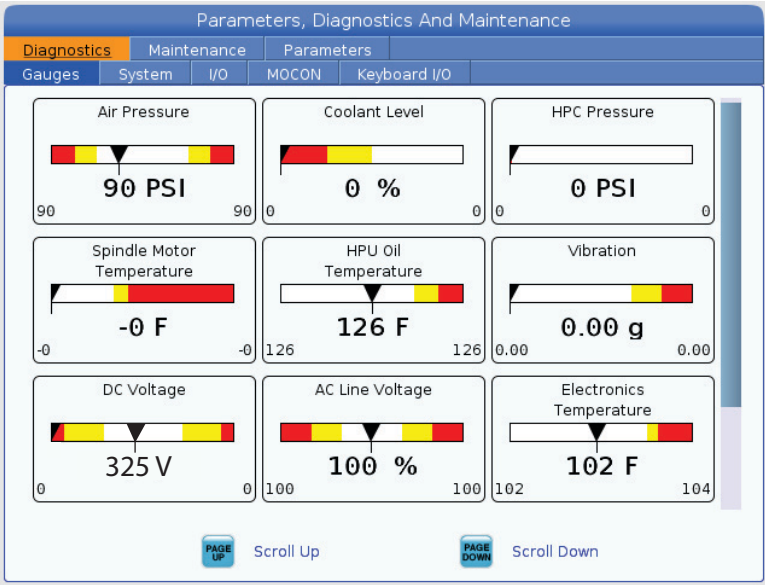 Parameters, Diagnostics And Maintenance
Diagnostics Maintenance Parameters
Gauges System I/O MOCON Keyboard I/O
Air Pressure
90 PSI
90 90
Coolant Level
0 %
0 0
HPC Pressure
0 PSI
0 0
Spindle Motor
Temperature
-0 F
-0 -0
HPU Oil
Temperature
126 F
126 126
Vibration
0.00 g
0.00 0.00
DC Voltage
325 V
0 0
AC Line Voltage
100 %
100 100
Electronics
Temperature
102 F
102 104
PAGE
UP
Scroll Up
PAGE
DOWN
Scroll Down